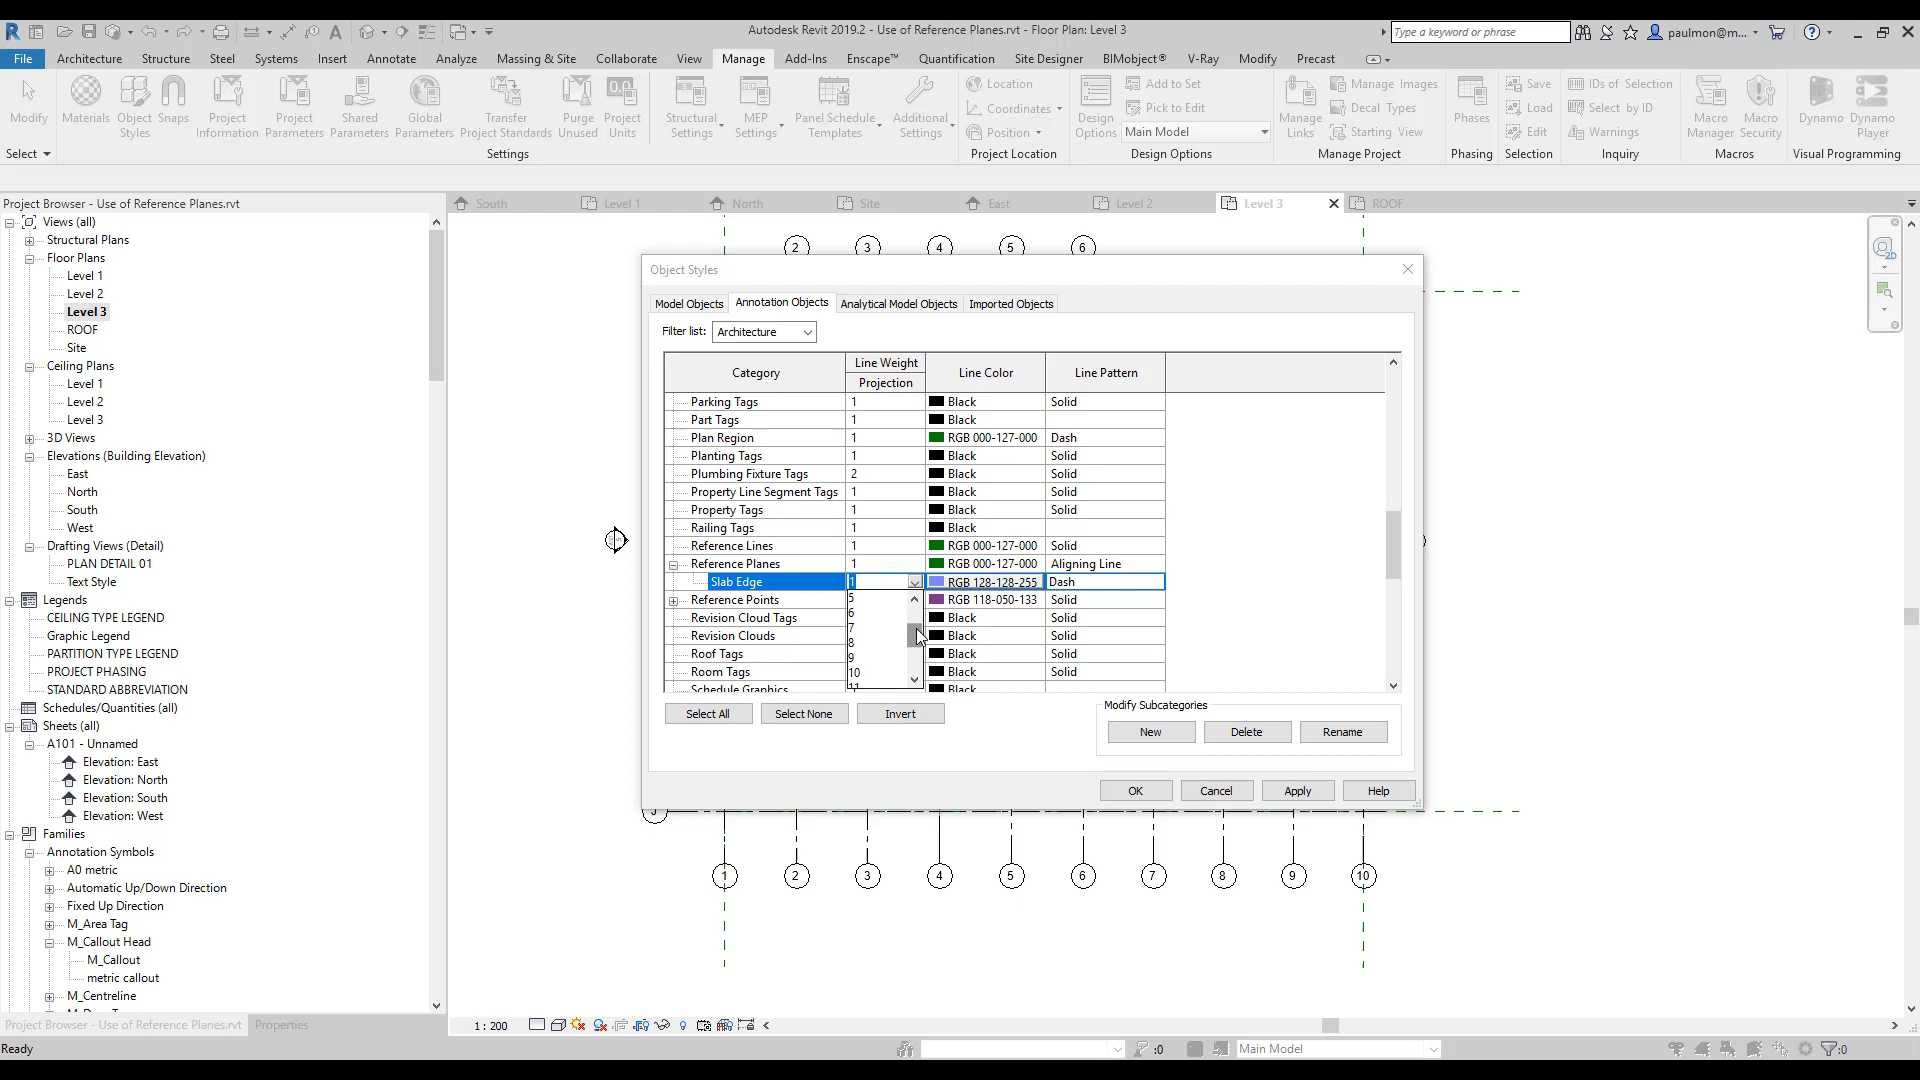 Autodesk Revit 2019.2 - Use of Reference Planes.rvt - Floor Plan: Level 3
Type a keyword or phrase
paulmon@m...
File Architecture Structure Steel Systems Insert Annotate Analyze Massing & Site Collaborate View Manage Add-Ins Enscape™ Quantification Site Designer BIMobject® V-Ray Modify Precast
Modify
Materials
Object Styles
Snaps
Project Information
Project Parameters
Shared Parameters
Global Parameters
Transfer Project Standards
Purge Unused
Project Units
Structural Settings
MEP Settings
Panel Schedule Templates
Additional Settings
Location
Coordinates
Position
Design Options
Add to Set
Pick to Edit
Main Model
Manage Links
Manage Images
Decal Types
Starting View
Phases
Save
Load
Edit
IDs of Selection
Select by ID
Warnings
Macro Manager
Macro Security
Dynamo
Dynamo Player
Select Settings Project Location Design Options Manage Project Phasing Selection Inquiry Macros Visual Programming
Project Browser - Use of Reference Planes.rvt
South Level 1 North Site East Level 2 Level 3 ROOF
Views (all)
Structural Plans
Floor Plans
Level 1
Level 2
Level 3
ROOF
Site
Ceiling Plans
Level 1
Level 2
Level 3
3D Views
Elevations (Building Elevation)
East
North
South
West
Drafting Views (Detail)
PLAN DETAIL 01
Text Style
Legends
CEILING TYPE LEGEND
Graphic Legend
PARTITION TYPE LEGEND
PROJECT PHASING
STANDARD ABBREVIATION
Schedules/Quantities (all)
Sheets (all)
A101 - Unnamed
Elevation: East
Elevation: North
Elevation: South
Elevation: West
Families
Annotation Symbols
A0 metric
Automatic Up/Down Direction
Fixed Up Direction
M_Area Tag
M_Callout Head
M_Callout
metric callout
M_Centreline
Project Browser - Use of Reference Planes.rvt Properties
Ready
2 3 4 5 6
2D
Object Styles
Model Objects Annotation Objects Analytical Model Objects Imported Objects
Filter list: Architecture
Category Line Weight Line Color Line Pattern
Projection
Parking Tags 1 Black Solid
Part Tags 1 Black
Plan Region 1 RGB 000-127-000 Dash
Planting Tags 1 Black Solid
Plumbing Fixture Tags 2 Black Solid
Property Line Segment Tags 1 Black Solid
Property Tags 1 Black Solid
Railing Tags 1 Black
Reference Lines 1 RGB 000-127-000 Solid
Reference Planes 1 RGB 000-127-000 Aligning Line
Slab Edge 1 RGB 128-128-255 Dash
Reference Points 5 RGB 118-050-133 Solid
Revision Cloud Tags 6 Black Solid
Revision Clouds 7 Black Solid
Roof Tags 8 9 Black Solid
Room Tags 10 Black Solid
Schedule Graphics 11 Black
Select All Select None Invert
Modify Subcategories
New Delete Rename
OK Cancel Apply Help
J
1 2 3 4 5 6 7 8 9 10
1 : 200
:0 Main Model :0